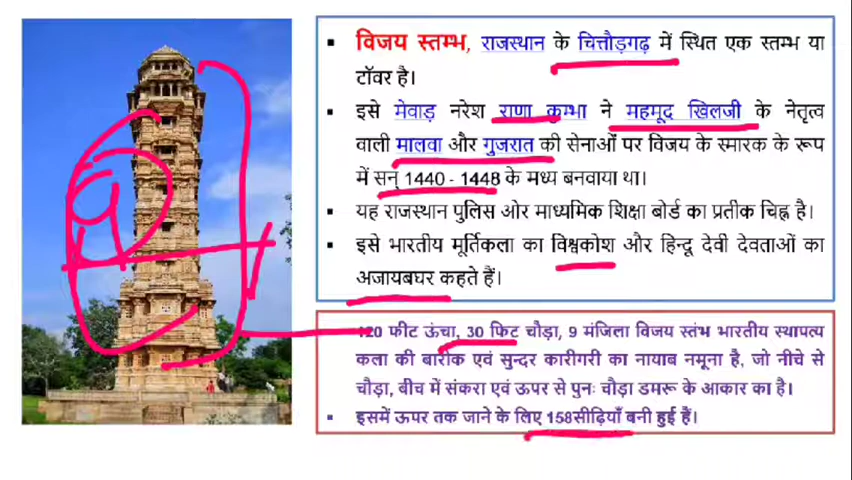 विजय स्तम्भ, राजस्थान के चित्तौड़गढ़ में स्थित एक स्तम्भ या
टॉवर है।
इसे मेवाड़ नरेश राणा कुम्भा ने महमूद खिलजी के नेतृत्व
वाली मालवा और गुजरात की सेनाओं पर विजय के स्मारक के रूप
में सन् 1440 - 1448 के मध्य बनवाया था।
यह राजस्थान पुलिस ओर माध्यमिक शिक्षा बोर्ड का प्रतीक चिह्न है।
इसे भारतीय मूर्तिकला का विश्वकोश और हिन्दू देवी देवताओं का
अजायबघर कहते हैं।
120 फीट ऊंचा, 30 फिट चौड़ा, 9 मंजिला विजय स्तंभ भारतीय स्थापत्य
कला की बारीक एवं सुन्दर कारीगरी का नायाब नमूना है, जो नीचे से
चौड़ा, बीच में संकरा एवं ऊपर से पुनः चौड़ा डमरू के आकार का है।
इसमें ऊपर तक जाने के लिए 158सीढ़ियाँ बनी हुई हैं।